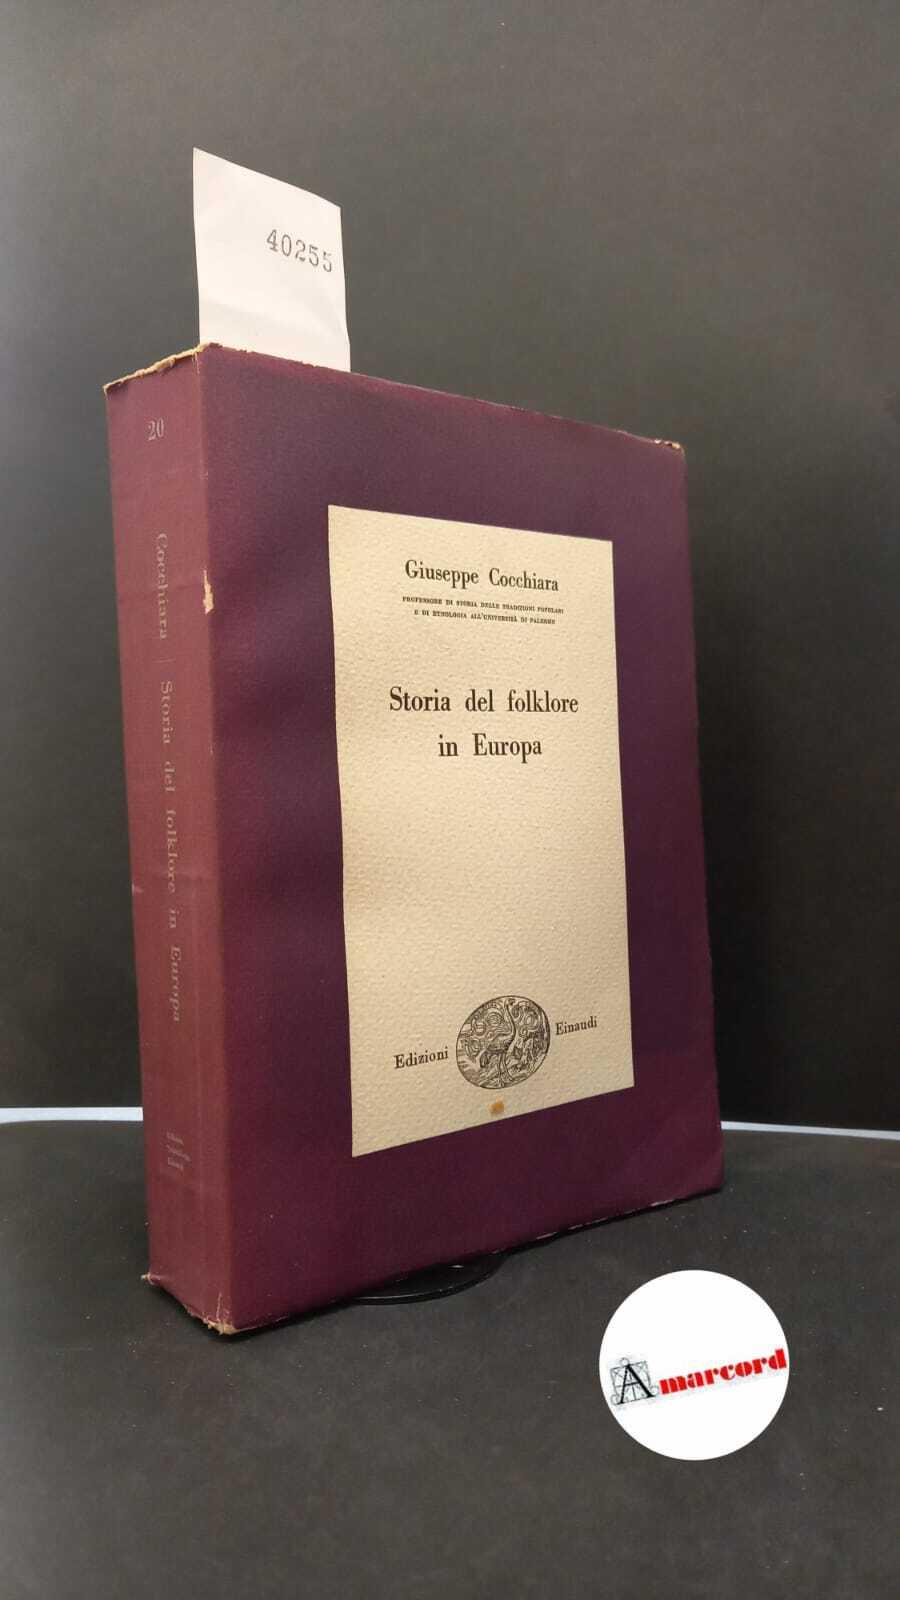 40255
20
Cocchiara | Storia del folklore in Europa
Giuseppe Cocchiara
PROFESSORE DI STORIA DELLE TRADIZIONI POPOLARI
E DI ETNOLOGIA ALL'UNIVERSITÀ DI PALERMO
Storia del folklore
in Europa
Edizioni Einaudi
Amarcord